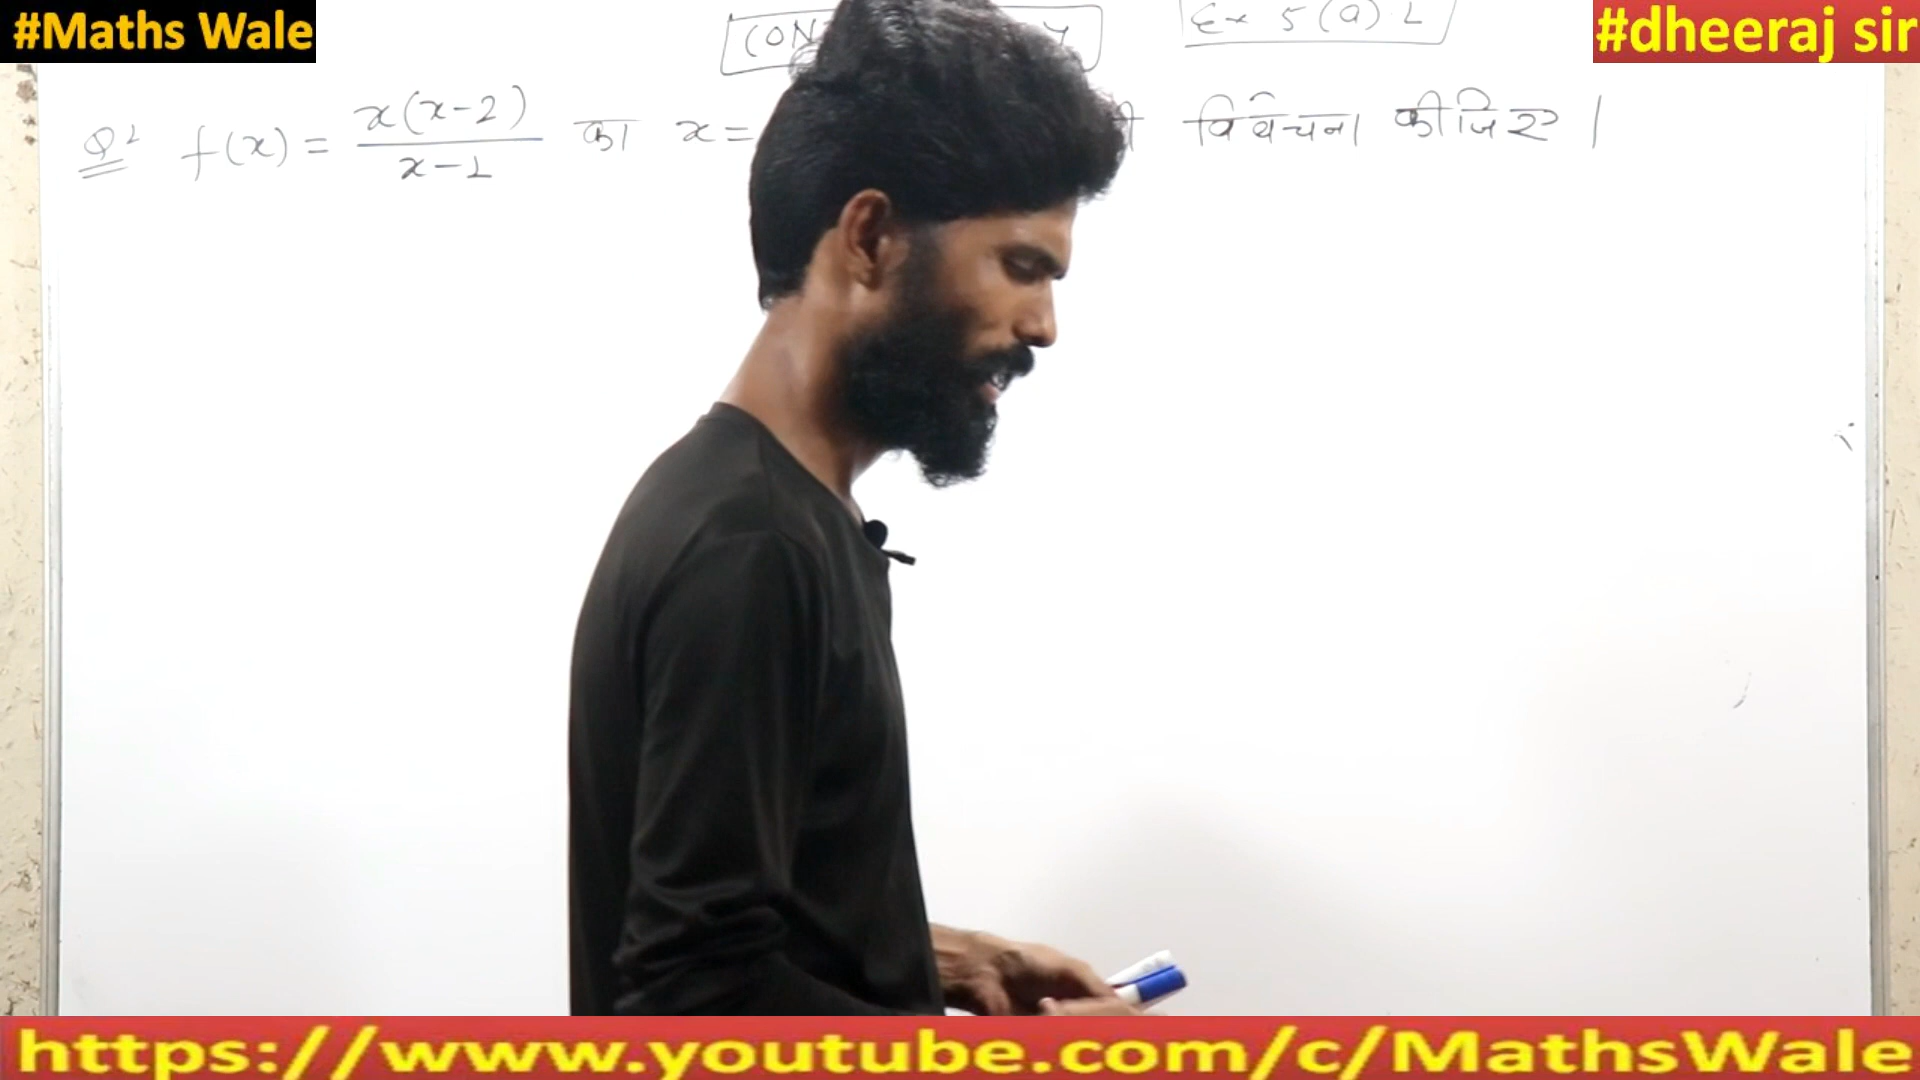 #Maths Wale
#dheeraj sir
Ex 5(a).1
Q1 f(x) = x(x-2)/x-1 का x= विवेचना कीजिए।
https://www.youtube.com/c/MathsWale